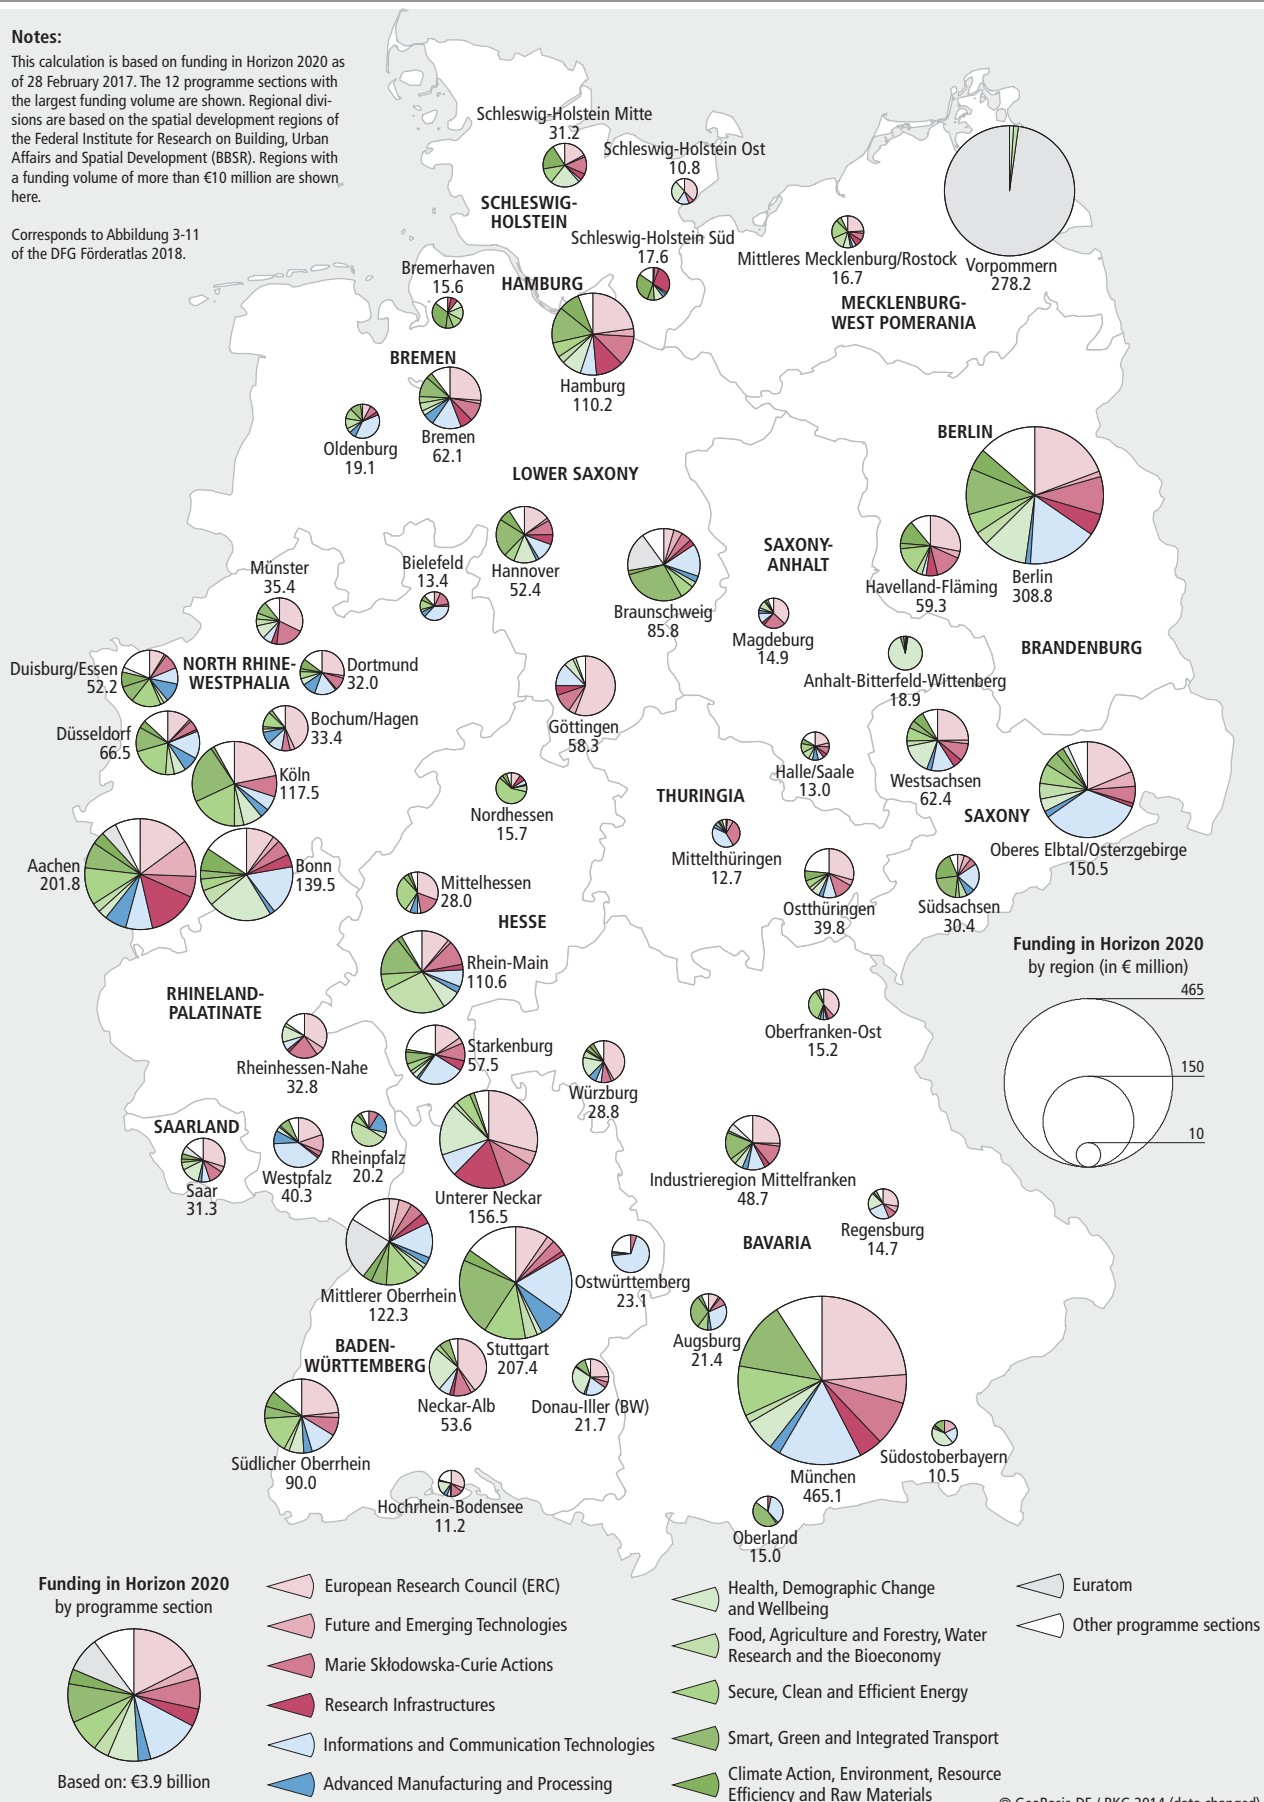 Notes:
This calculation is based on funding in Horizon 2020 as
of 28 February 2017. The 12 programme sections with
the largest funding volume are shown. Regional divi-
sions are based on the spatial development regions of
the Federal Institute for Research on Building, Urban
Affairs and Spatial Development (BBSR). Regions with
a funding volume of more than €10 million are shown
here.
Corresponds to Abbildung 3-11
of the DFG Förderatlas 2018.
Schleswig-Holstein Mitte
31.2
Schleswig-Holstein Ost
10.8
SCHLESWIG-
HOLSTEIN
Schleswig-Holstein Süd
17.6
Mittleres Mecklenburg/Rostock
16.7
Vorpommern
278.2
MECKLENBURG-
WEST POMERANIA
Bremerhaven
15.6
HAMBURG
Hamburg
110.2
BREMEN
Bremen
62.1
Oldenburg
19.1
LOWER SAXONY
BERLIN
Berlin
308.8
Havelland-Fläming
59.3
Hannover
52.4
Braunschweig
85.8
SAXONY-
ANHALT
Magdeburg
14.9
BRANDENBURG
Anhalt-Bitterfeld-Wittenberg
18.9
Münster
35.4
Bielefeld
13.4
Duisburg/Essen
52.2
NORTH RHINE-
WESTPHALIA
Dortmund
32.0
Göttingen
58.3
Düsseldorf
66.5
Bochum/Hagen
33.4
Köln
117.5
Nordhessen
15.7
Halle/Saale
13.0
Westsachsen
62.4
THURINGIA
SAXONY
Oberes Elbtal/Osterzgebirge
150.5
Mittelthüringen
12.7
Aachen
201.8
Bonn
139.5
Mittelhessen
28.0
HESSE
Ostthüringen
39.8
Südsachsen
30.4
Funding in Horizon 2020
by region (in € million)
465
150
10
Rhein-Main
110.6
RHINELAND-
PALATINATE
Oberfranken-Ost
15.2
Rheinhessen-Nahe
32.8
Starkenburg
57.5
Würzburg
28.8
SAARLAND
Saar
31.3
Westpfalz
40.3
Rheinpfalz
20.2
Unterer Neckar
156.5
Industrieregion Mittelfranken
48.7
Regensburg
14.7
BAVARIA
Mittlerer Oberrhein
122.3
Ostwürttemberg
23.1
Stuttgart
207.4
Augsburg
21.4
BADEN-
WÜRTTEMBERG
Neckar-Alb
53.6
Donau-Iller (BW)
21.7
Südlicher Oberrhein
90.0
München
465.1
Südostoberbayern
10.5
Hochrhein-Bodensee
11.2
Oberland
15.0
Funding in Horizon 2020
by programme section
Based on: €3.9 billion
European Research Council (ERC)
Future and Emerging Technologies
Marie Skłodowska-Curie Actions
Research Infrastructures
Informations and Communication Technologies
Advanced Manufacturing and Processing
Health, Demographic Change
and Wellbeing
Food, Agriculture and Forestry, Water
Research and the Bioeconomy
Secure, Clean and Efficient Energy
Smart, Green and Integrated Transport
Climate Action, Environment, Resource
Efficiency and Raw Materials
Euratom
Other programme sections
© GeoBasis-DE / BKG 2014 (data changed)